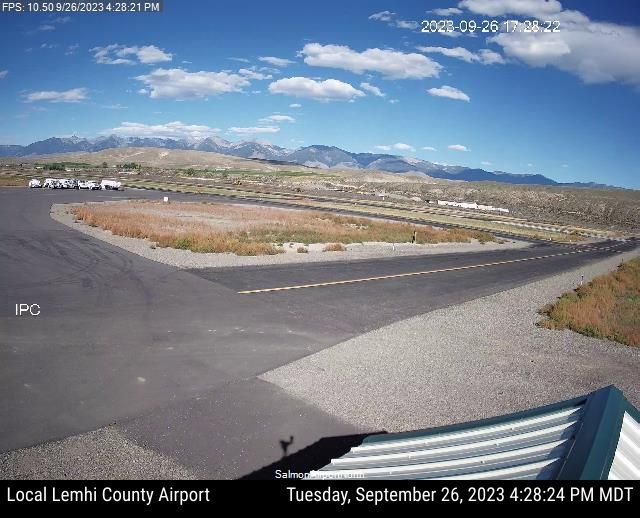 FPS: 10.50 9/26/2023 4:28:21 PM
2023-09-26 17:28:22
IPC
Local Lemhi County Airport Tuesday, September 26, 2023 4:28:24 PM MDT